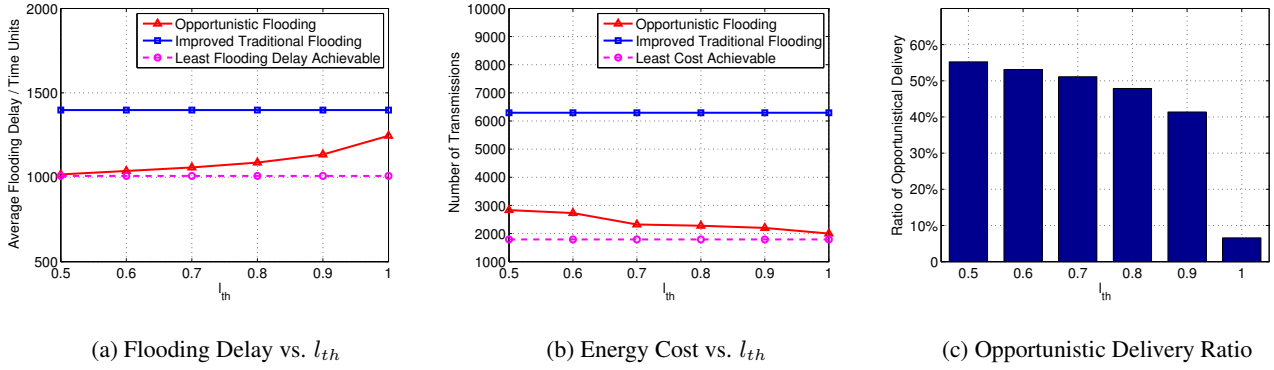 2000
1500
1000
500
Average Flooding Delay / Time Units
Opportunistic Flooding
Improved Traditional Flooding
Least Flooding Delay Achievable
0.5 0.6 0.7 0.8 0.9 1
l_th
(a) Flooding Delay vs. l_th
10000
9000
8000
7000
6000
5000
4000
3000
2000
1000
Number of Transmissions
Opportunistic Flooding
Improved Traditional Flooding
Least Cost Achievable
0.5 0.6 0.7 0.8 0.9 1
l_th
(b) Energy Cost vs. l_th
60%
50%
40%
30%
20%
10%
0
Ratio of Opportunistical Delivery
0.5 0.6 0.7 0.8 0.9 1
l_th
(c) Opportunistic Delivery Ratio